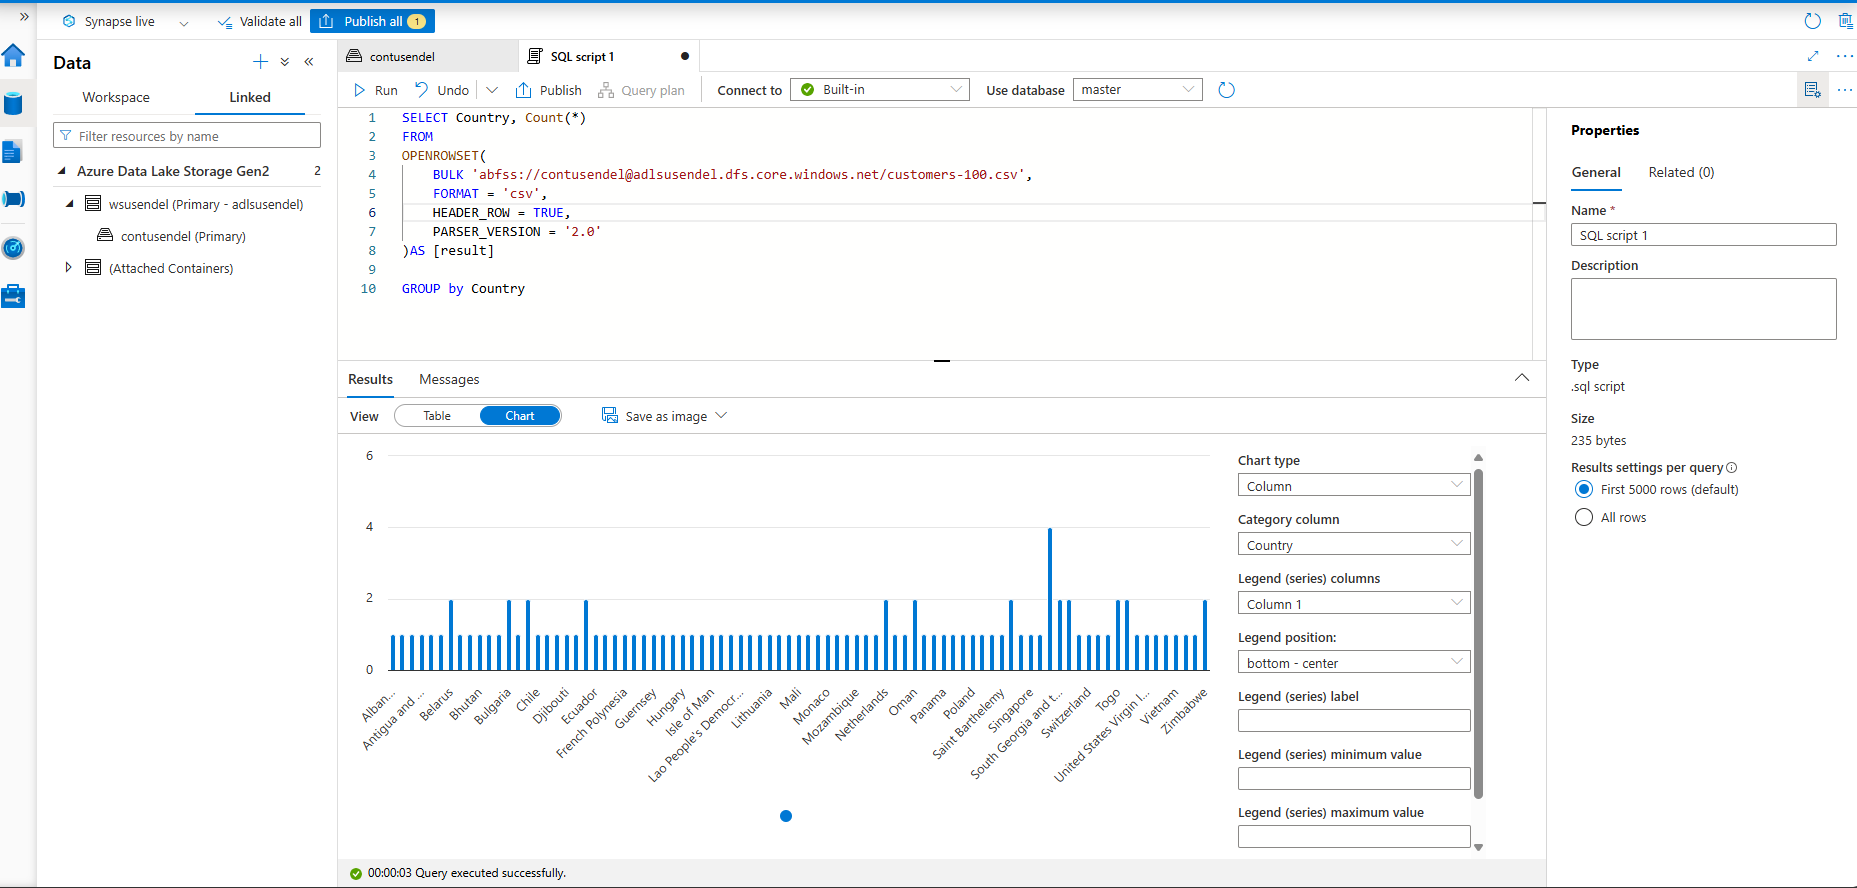 Synapse live
Validate all
Publish all 1
Data
Workspace
Linked
Filter resources by name
Azure Data Lake Storage Gen2 2
wsusendel (Primary - adlsusendel)
contusendel (Primary)
(Attached Containers)
contusendel
SQL script 1
Run
Undo
Publish
Query plan
Connect to
Built-in
Use database
master
1 SELECT Country, Count(*)
2 FROM
3 OPENROWSET(
4 BULK 'abfss://contusendel@adlsusendel.dfs.core.windows.net/customers-100.csv',
5 FORMAT = 'csv',
6 HEADER_ROW = TRUE,
7 PARSER_VERSION = '2.0'
8 )AS [result]
9
10 GROUP by Country
Results
Messages
View
Table
Chart
Save as image
6
4
2
0
Alban...
Antigua and ...
Belarus
Bhutan
Bulgaria
Chile
Djibouti
Ecuador
French Polynesia
Guernsey
Hungary
Isle of Man
Lao People's Democr...
Lithuania
Mali
Monaco
Mozambique
Netherlands
Oman
Panama
Poland
Saint Barthelemy
Singapore
South Georgia and t...
Switzerland
Togo
United States Virgin I...
Vietnam
Zimbabwe
Chart type
Column
Category column
Country
Legend (series) columns
Column 1
Legend position:
bottom - center
Legend (series) label
Legend (series) minimum value
Legend (series) maximum value
00:00:03 Query executed successfully.
Properties
General
Related (0)
Name *
SQL script 1
Description
Type
.sql script
Size
235 bytes
Results settings per query
First 5000 rows (default)
All rows